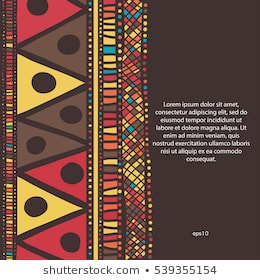 Lorem ipsum dolor sit amet,
consectetur adipiscing elit,
sed do eiusmod tempor
incididunt ut labore et dolore
magna aliqua. Ut enim ad
minim veniam, quis nostrud
exercitation ullamco laboris
nisi ut aliquip ex ea commodo
consequat.
eps10
shutterstock · 539355154